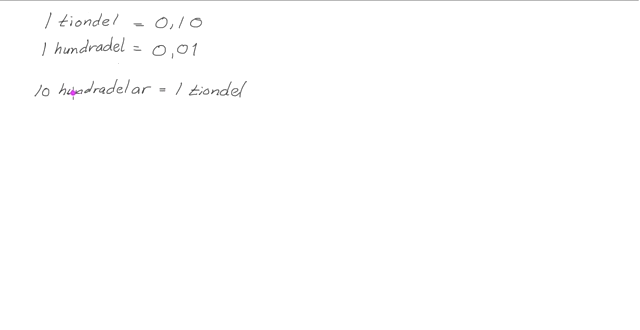 1 tiondel = 0,10
1 hundradel = 0,01
10 hundradelar = 1 tiondel